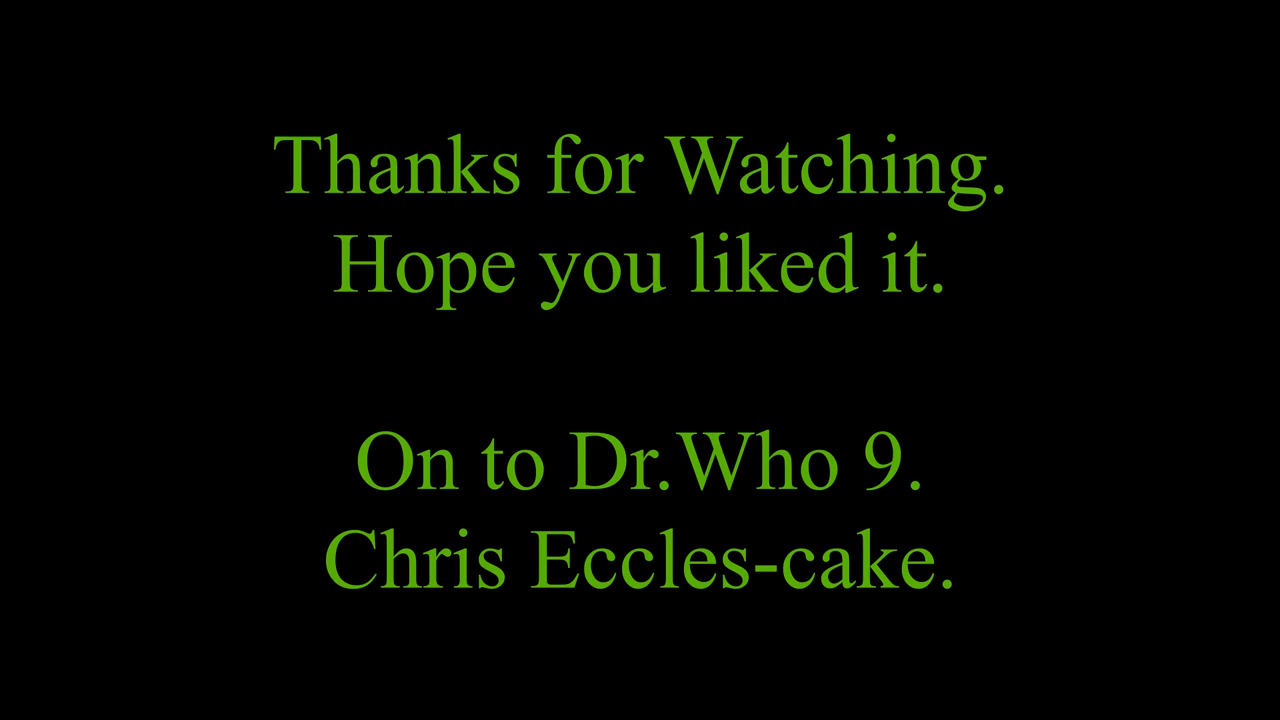 Thanks for Watching.
Hope you liked it.
On to Dr.Who 9.
Chris Eccles-cake.